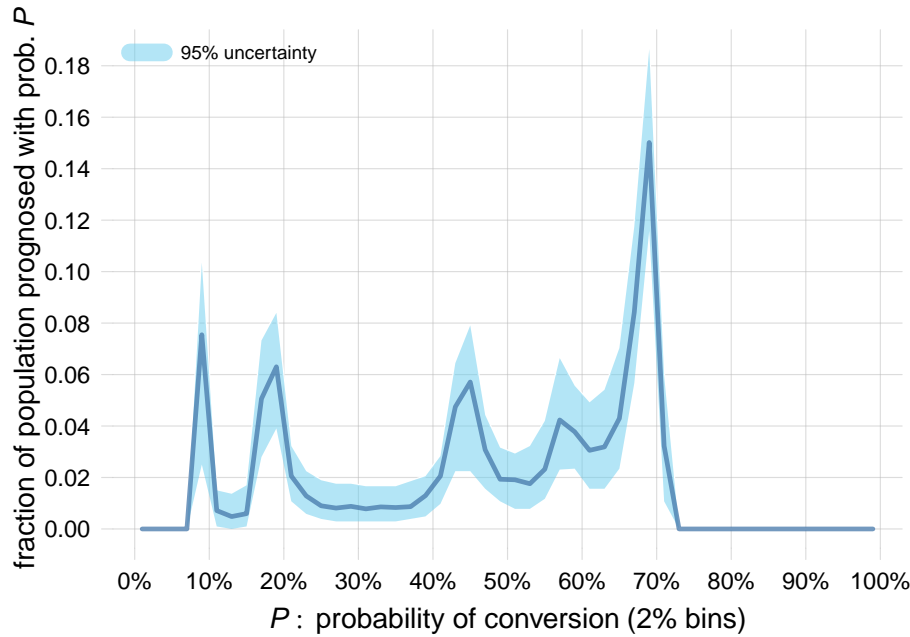 fraction of population prognosed with prob. P
95% uncertainty
0.18
0.16
0.14
0.12
0.10
0.08
0.06
0.04
0.02
0.00
0% 10% 20% 30% 40% 50% 60% 70% 80% 90% 100%
P : probability of conversion (2% bins)